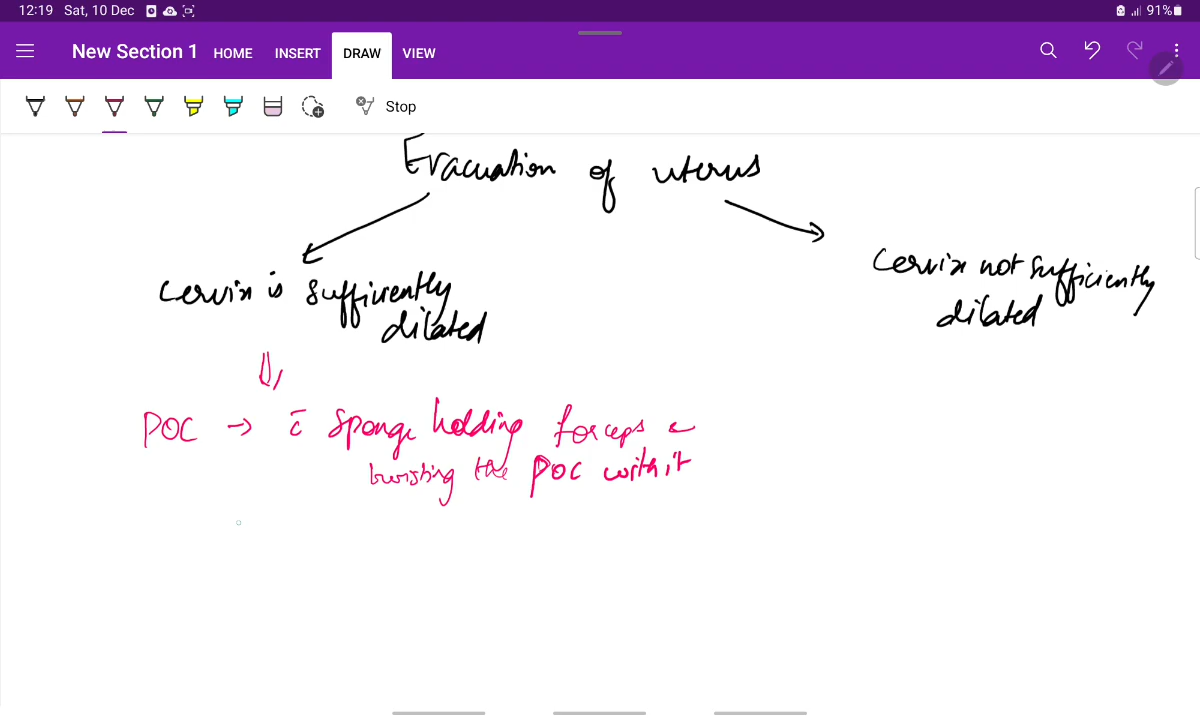 12:19 Sat, 10 Dec 91%
New Section 1 HOME INSERT DRAW VIEW
Stop
Evacuation of uterus
Cervix is sufficiently
dilated
Cervix not sufficiently
dilated
POC → c̄ sponge holding forceps &
twisting the POC with it